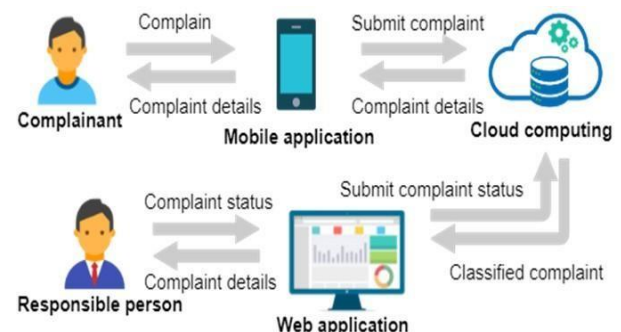 Complain
Submit complaint
Complaint details
Complaint details
Complainant
Mobile application
Cloud computing
Complaint status
Submit complaint status
Complaint details
Classified complaint
Responsible person
Web application